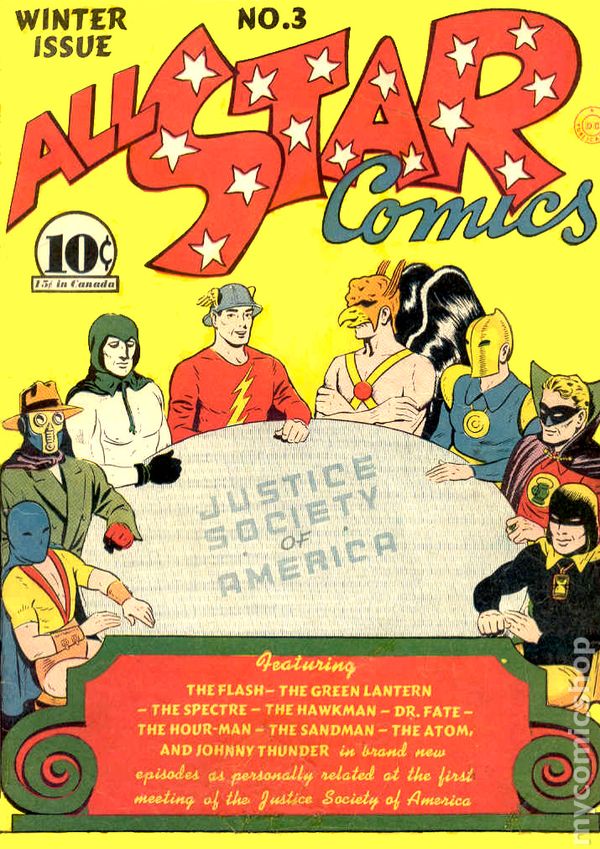 WINTER ISSUE
NO.3
ALL STAR
Comics
10¢
15¢ in Canada
JUSTICE
SOCIETY
OF
AMERICA
Featuring
THE FLASH – THE GREEN LANTERN
– THE SPECTRE – THE HAWKMAN – DR. FATE –
THE HOUR-MAN – THE SANDMAN – THE ATOM,
AND JOHNNY THUNDER in brand new
episodes as personally related at the first
meeting of the Justice Society of America
mycomicshop